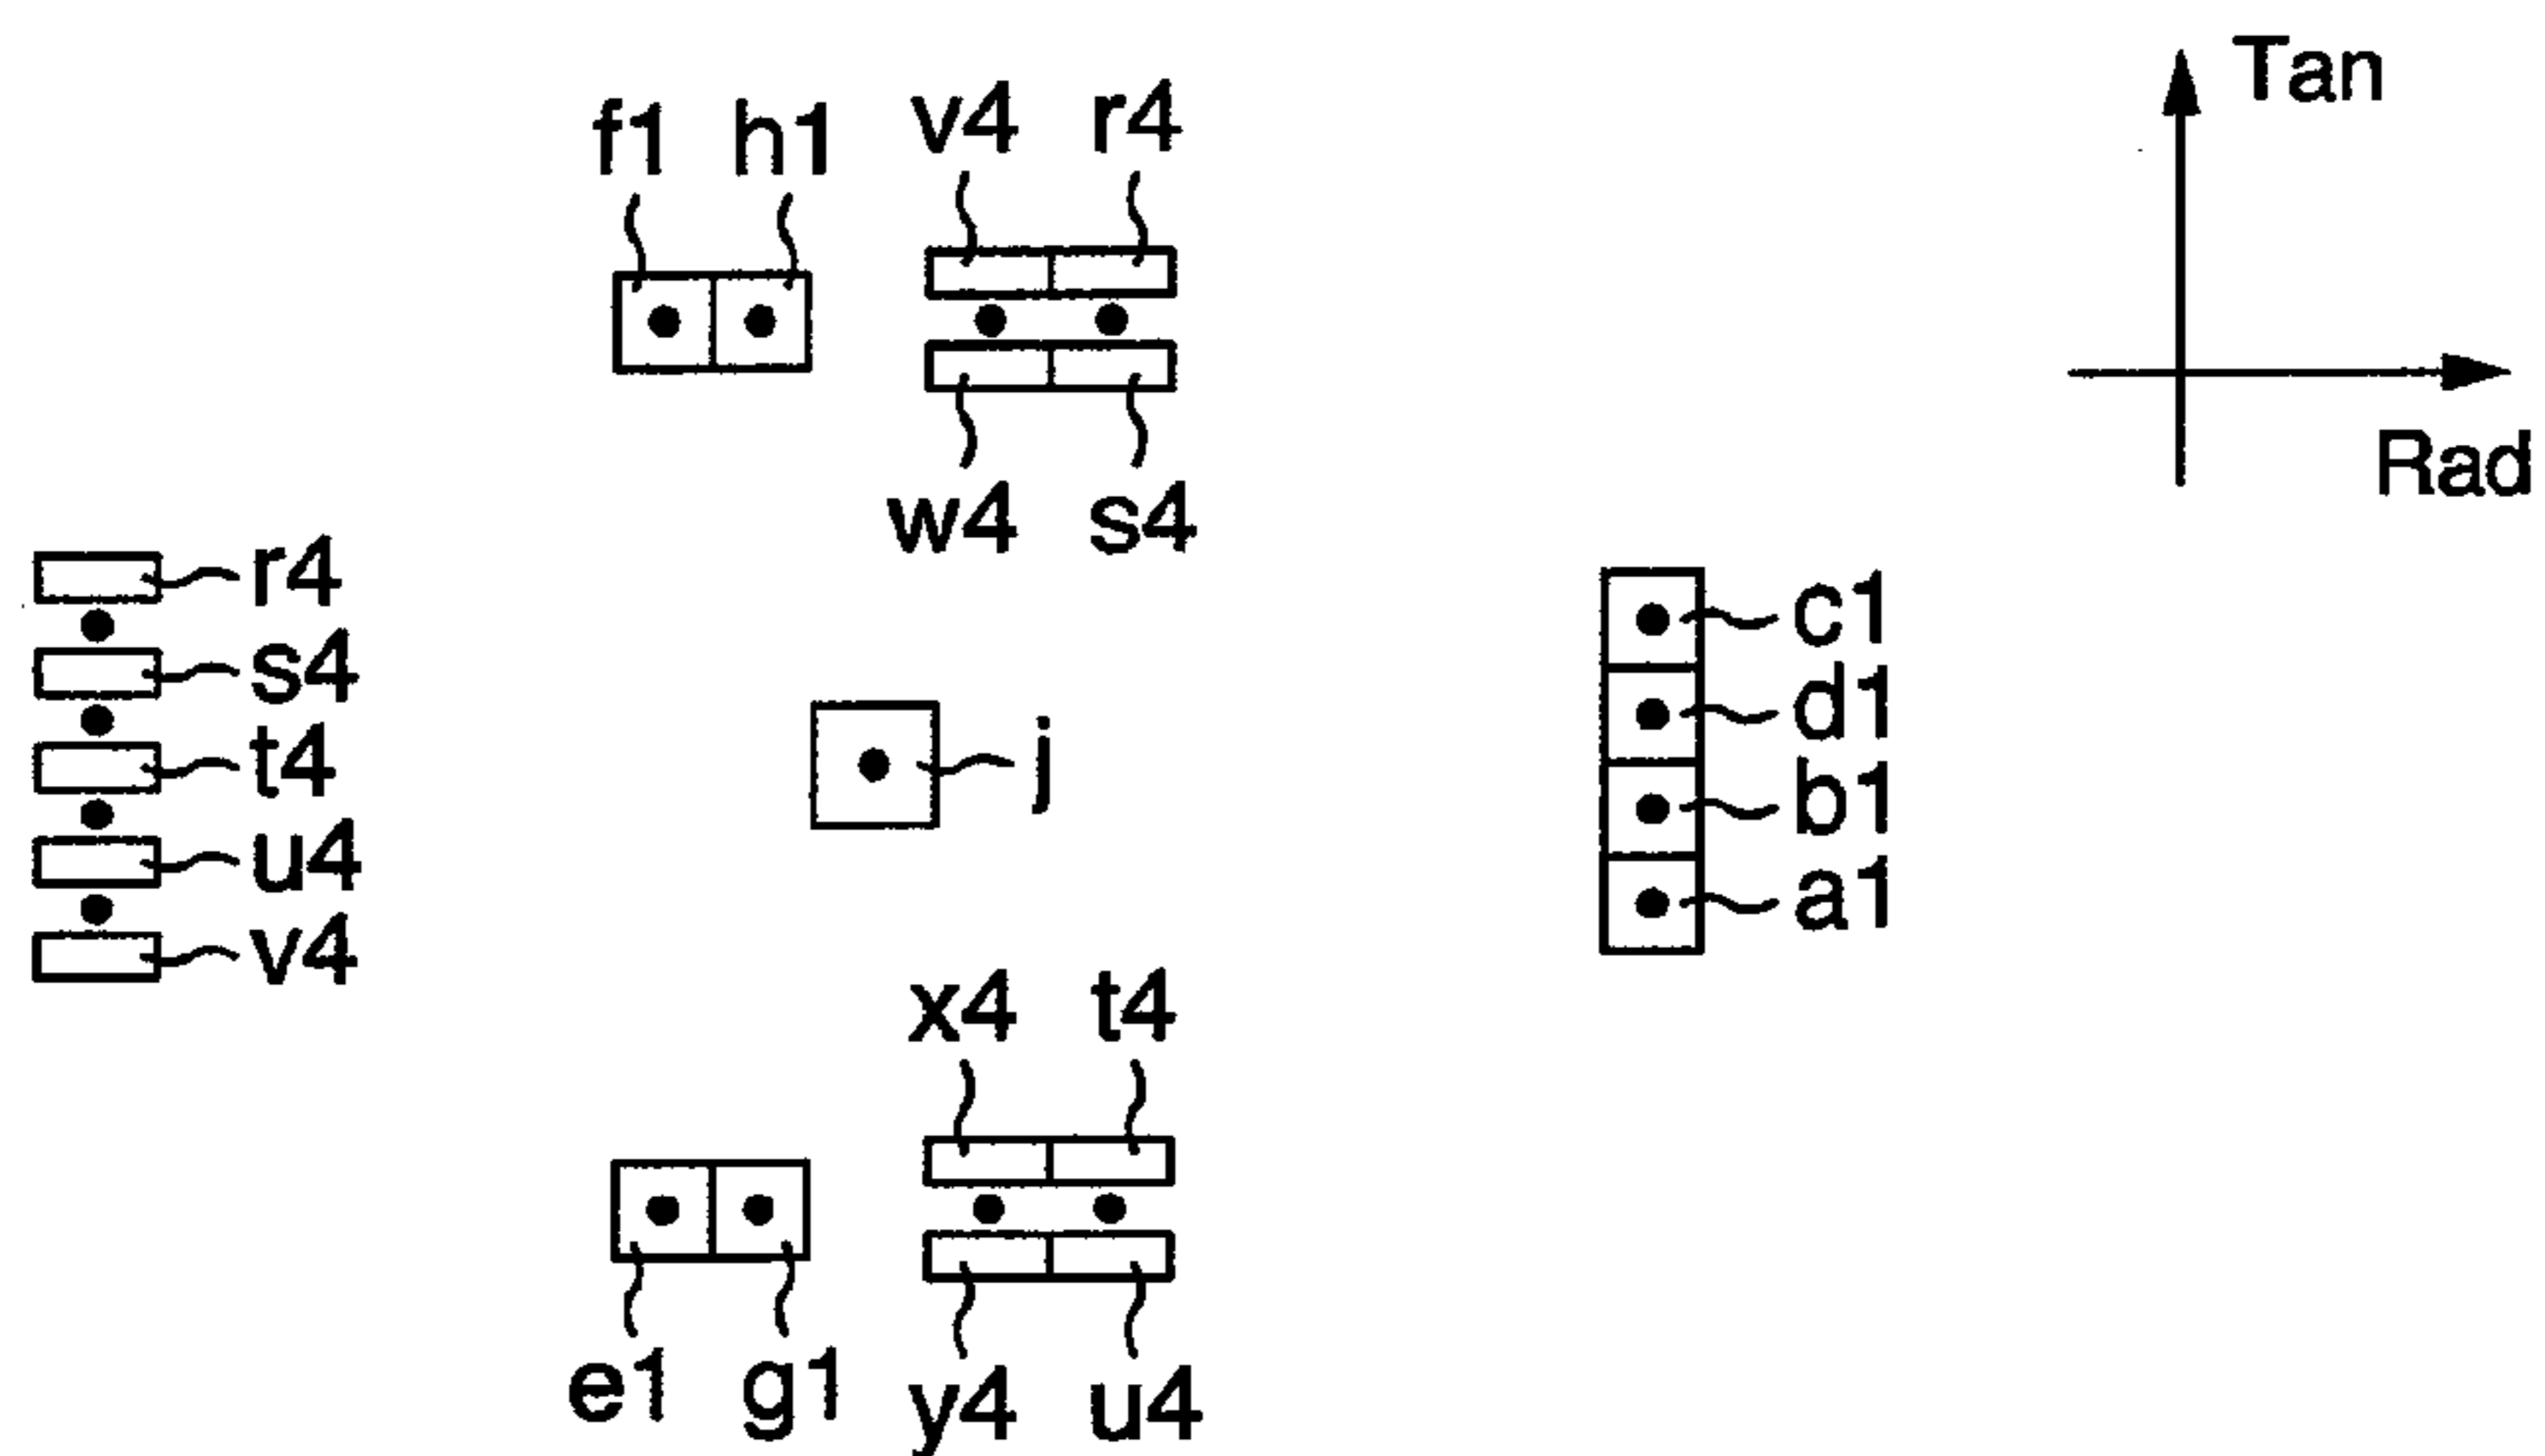 Tan
Rad
f1 h1 v4 r4
w4 s4
r4
s4
t4
u4
v4
j
c1
d1
b1
a1
x4 t4
e1 g1 y4 u4